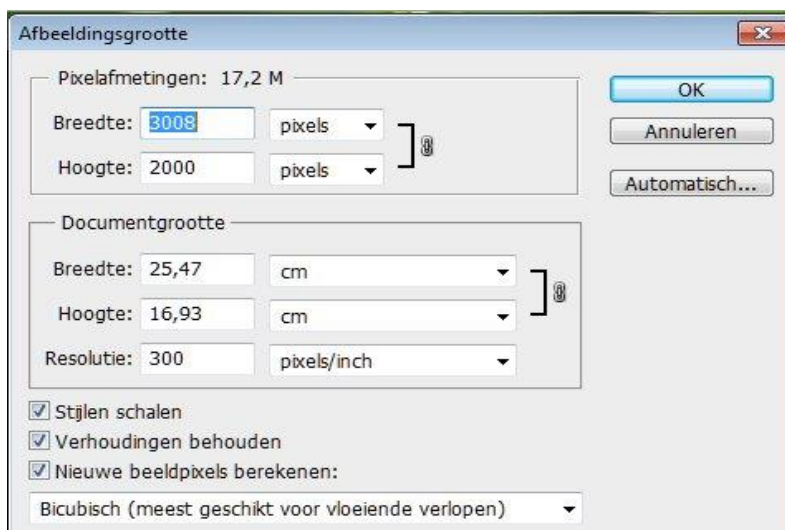 Afbeeldingsgrootte
Pixelafmetingen: 17,2 M
Breedte: 3008 pixels
Hoogte: 2000 pixels
OK
Annuleren
Automatisch...
Documentgrootte
Breedte: 25,47 cm
Hoogte: 16,93 cm
Resolutie: 300 pixels/inch
Stijlen schalen
Verhoudingen behouden
Nieuwe beeldpixels berekenen:
Bicubisch (meest geschikt voor vloeiende verlopen)